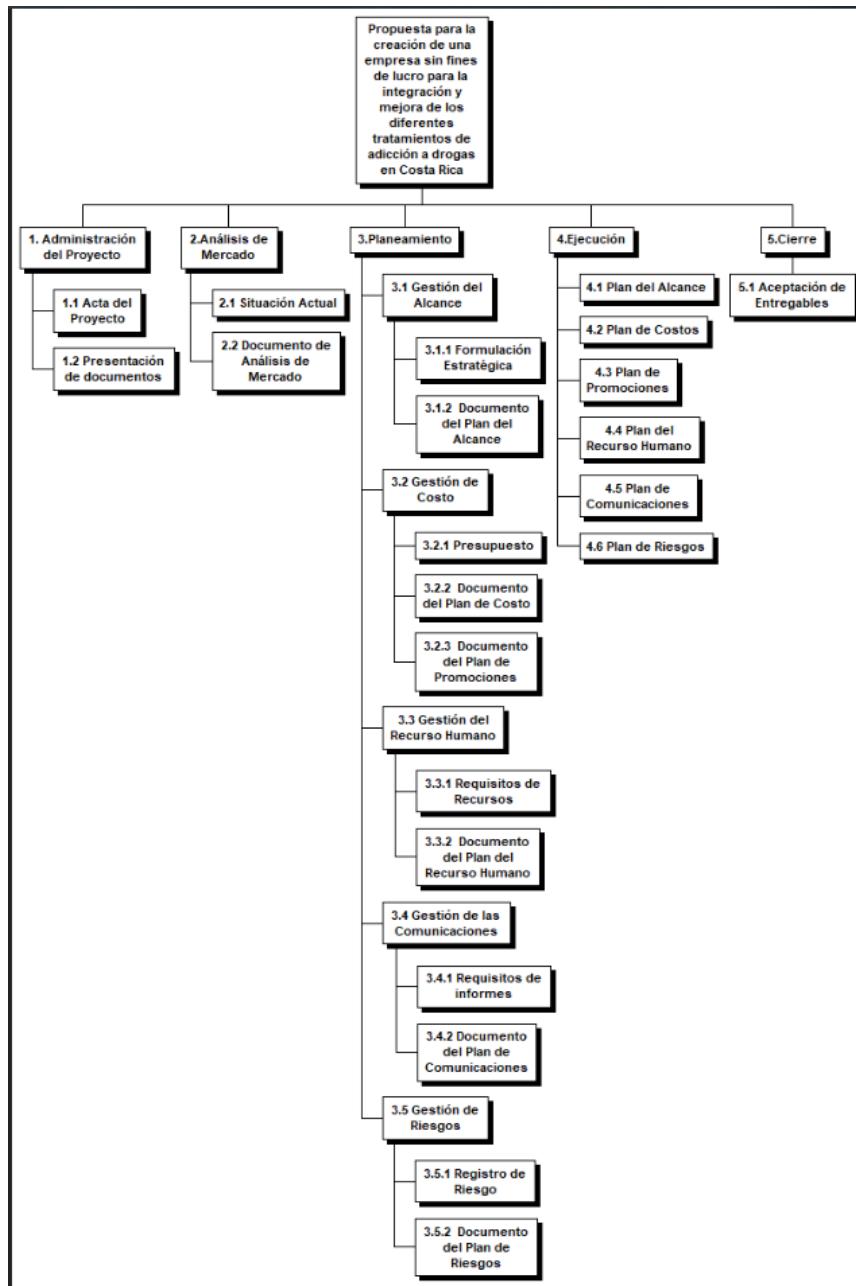 Propuesta para la
creación de una
empresa sin fines
de lucro para la
integración y
mejora de los
diferentes
tratamientos de
adicción a drogas
en Costa Rica
1. Administración
del Proyecto
1.1 Acta del
Proyecto
1.2 Presentación
de documentos
2.Análisis de
Mercado
2.1 Situación Actual
2.2 Documento de
Análisis de
Mercado
3.Planeamiento
3.1 Gestión del
Alcance
3.1.1 Formulación
Estratégica
3.1.2 Documento
del Plan del
Alcance
3.2 Gestión de
Costo
3.2.1 Presupuesto
3.2.2 Documento
del Plan de Costo
3.2.3 Documento
del Plan de
Promociones
3.3 Gestión del
Recurso Humano
3.3.1 Requisitos de
Recursos
3.3.2 Documento
del Plan del
Recurso Humano
3.4 Gestión de las
Comunicaciones
3.4.1 Requisitos de
informes
3.4.2 Documento
del Plan de
Comunicaciones
3.5 Gestión de
Riesgos
3.5.1 Registro de
Riesgo
3.5.2 Documento
del Plan de
Riesgos
4.Ejecución
4.1 Plan del Alcance
4.2 Plan de Costos
4.3 Plan de
Promociones
4.4 Plan del
Recurso Humano
4.5 Plan de
Comunicaciones
4.6 Plan de Riesgos
5.Cierre
5.1 Aceptación de
Entregables